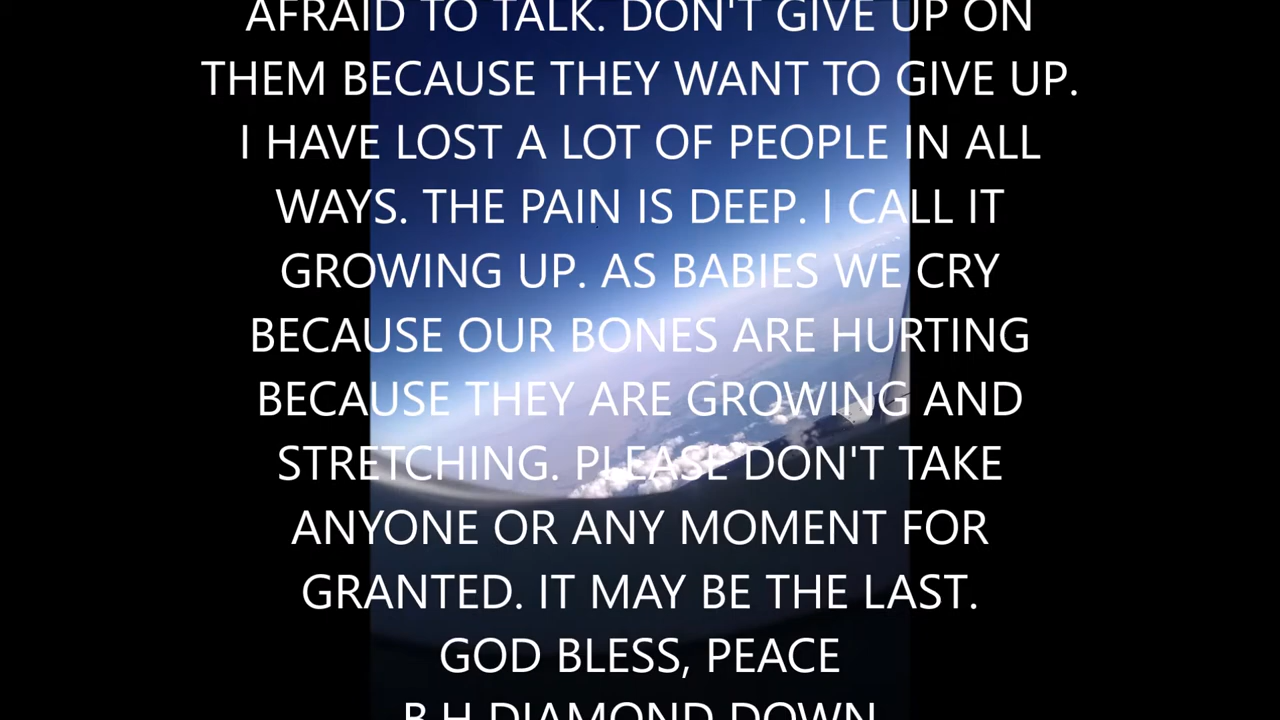 AFRAID TO TALK. DON'T GIVE UP ON
THEM BECAUSE THEY WANT TO GIVE UP.
I HAVE LOST A LOT OF PEOPLE IN ALL
WAYS. THE PAIN IS DEEP. I CALL IT
GROWING UP. AS BABIES WE CRY
BECAUSE OUR BONES ARE HURTING
BECAUSE THEY ARE GROWING AND
STRETCHING. PLEASE DON'T TAKE
ANYONE OR ANY MOMENT FOR
GRANTED. IT MAY BE THE LAST.
GOD BLESS, PEACE
B.H DIAMOND DOWN